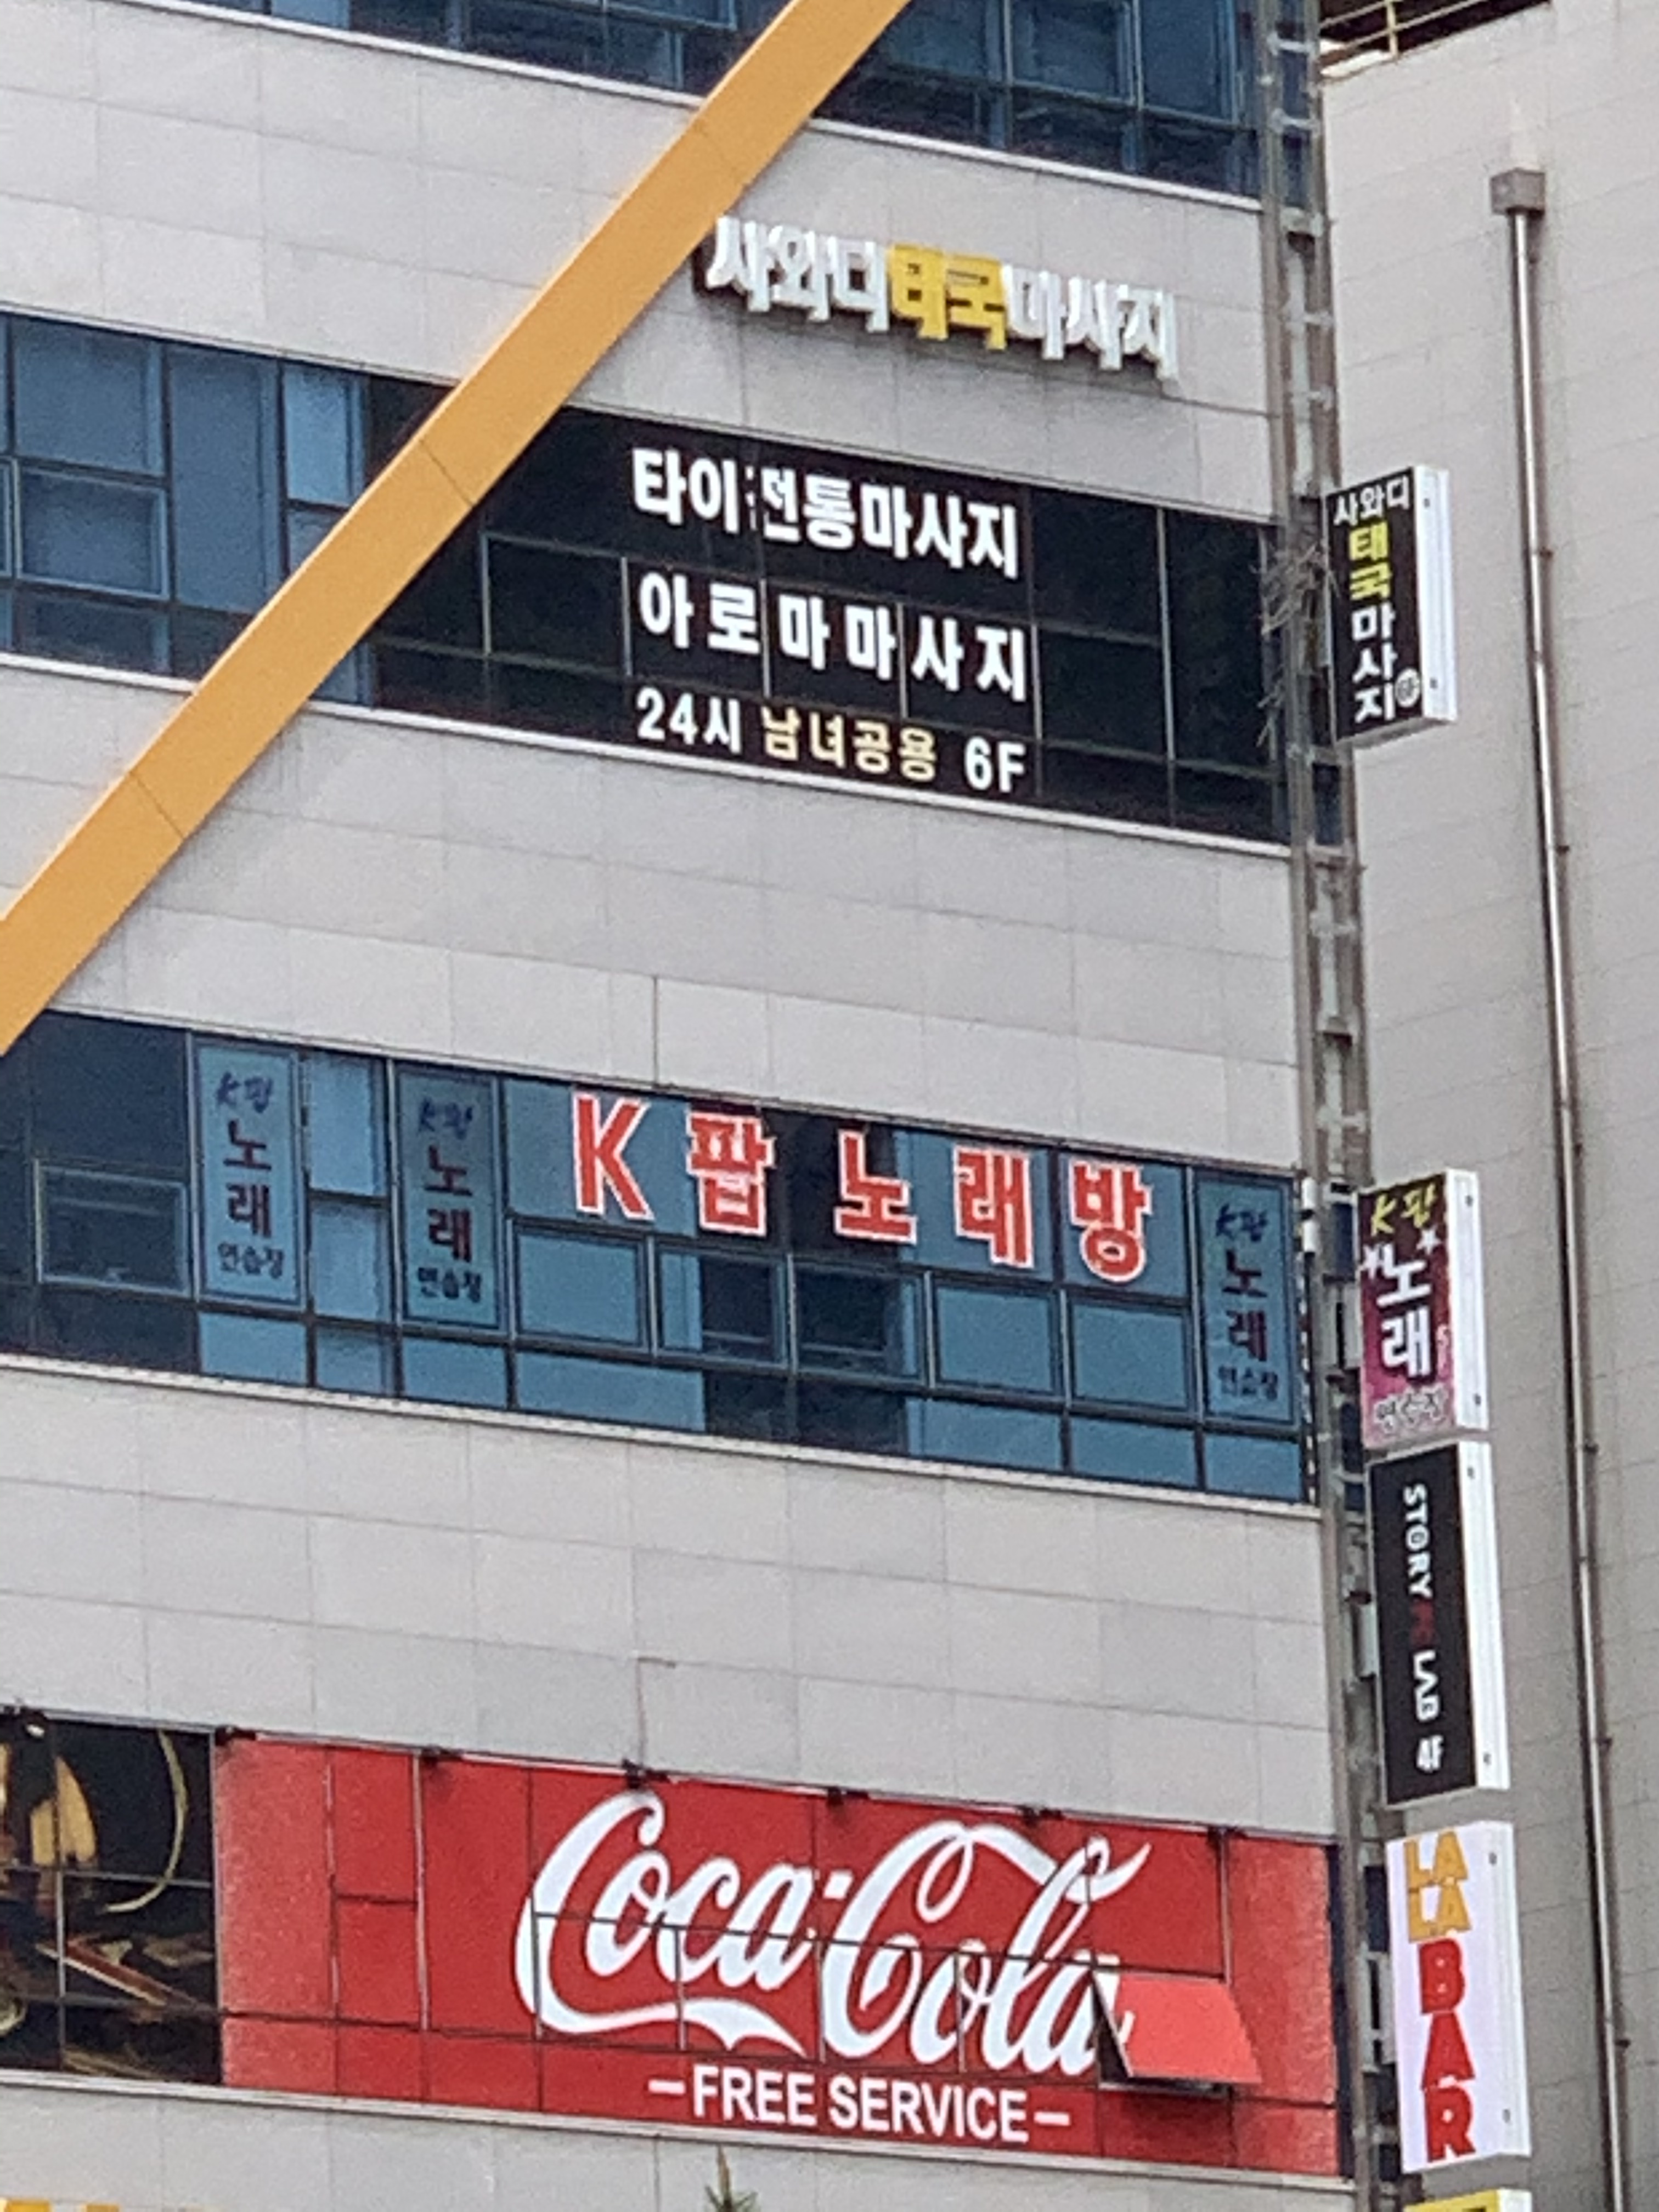 사와디태국마사지
타이전통마사지
아로마마사지
24시 남녀공용 6F
사와디
태국마사지
K팝
노래
연습장
K팝
노래
연습장
K팝 노래방
K팝
노래
연습장
K팝
노래
연습장
STORY LAB 4F
Coca-Cola
-FREE SERVICE-
LA
LA
BAR